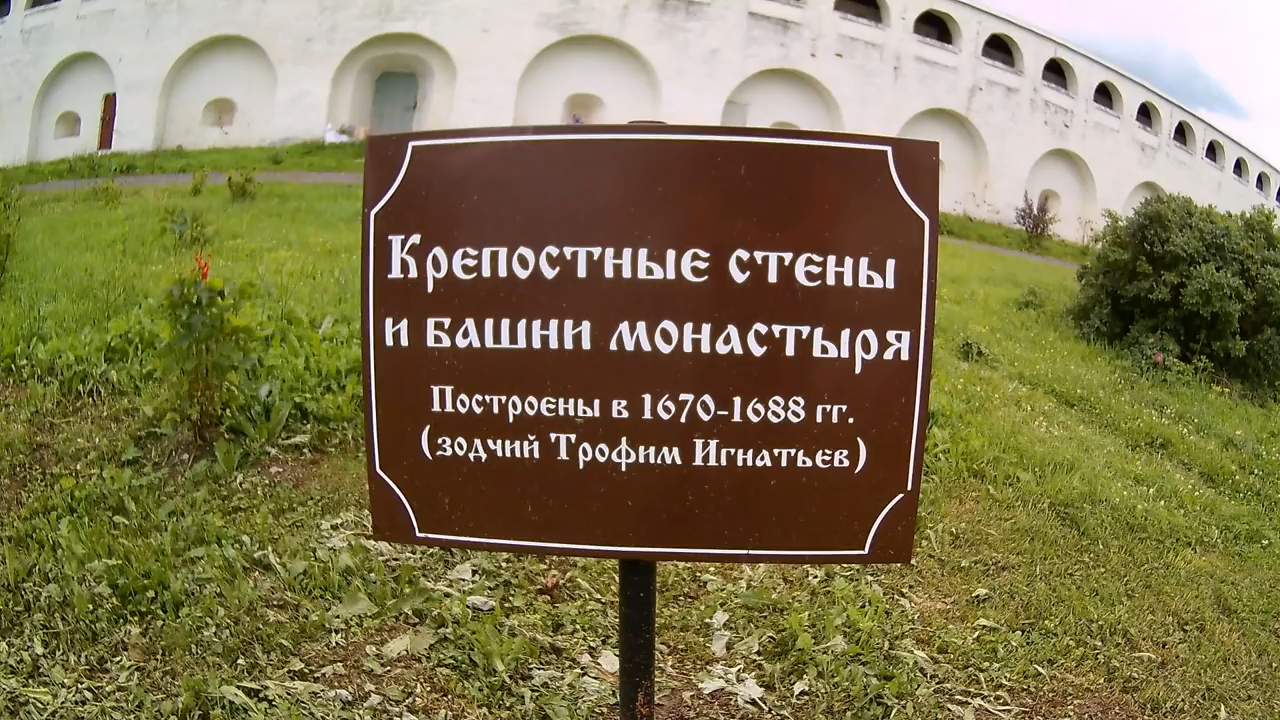 Крепостные стены
и башни монастыря
Построены в 1670-1688 гг.
(зодчий Трофим Игнатьев)